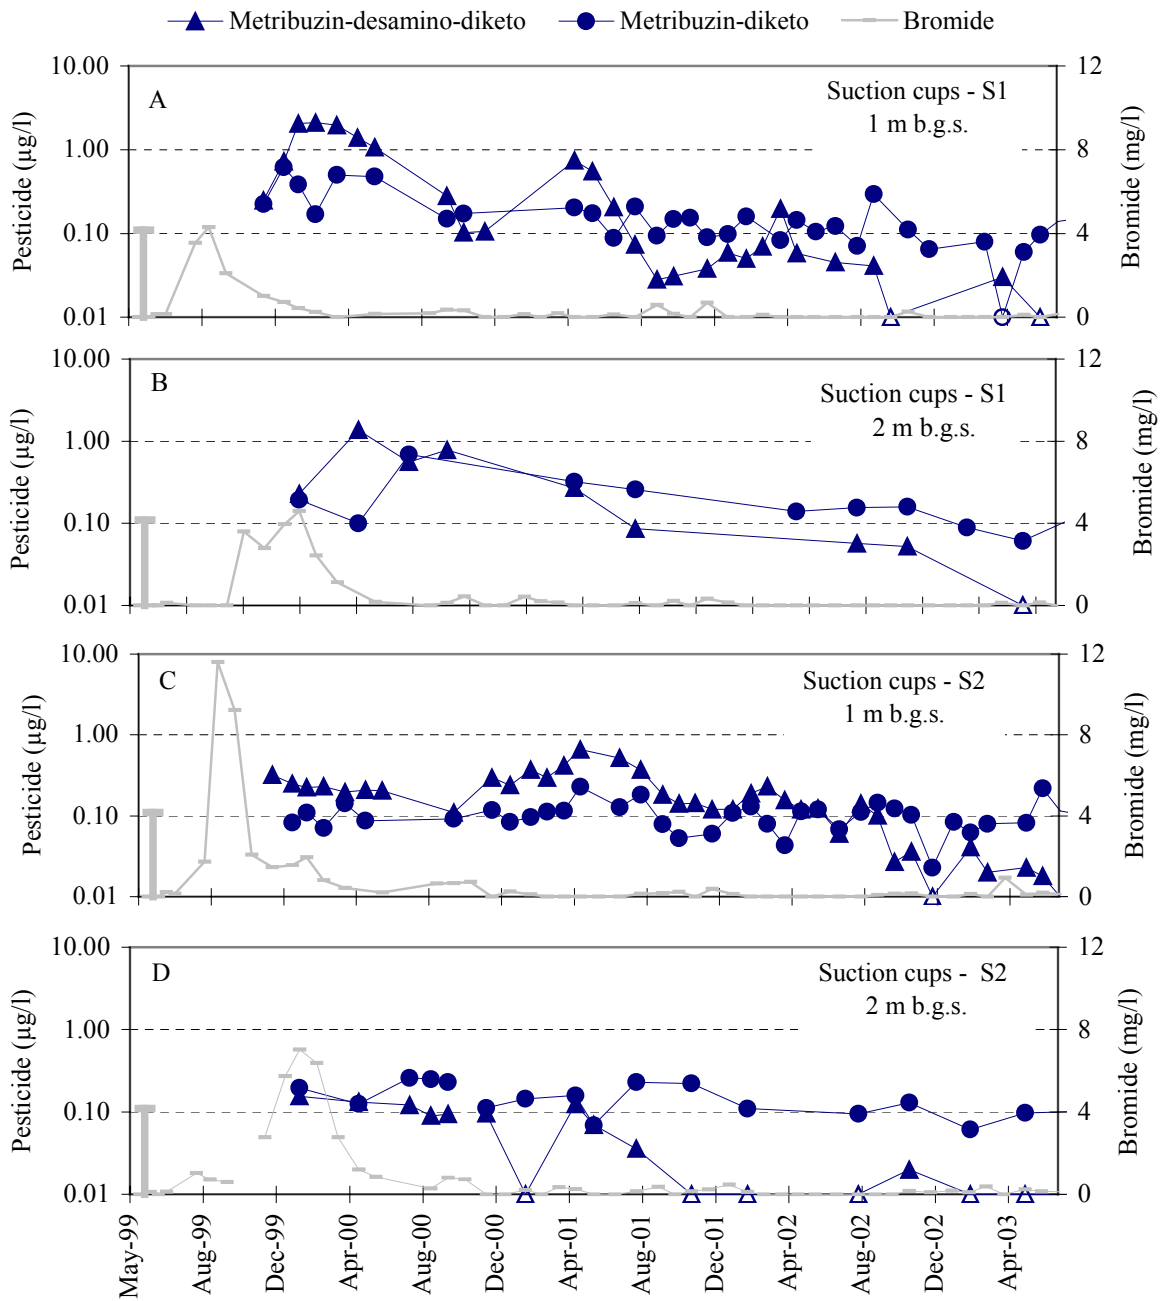 Metribuzin-desamino-diketo Metribuzin-diketo Bromide
10.00 12
A Suction cups - S1
1 m b.g.s.
1.00 8
Pesticide (µg/l) Bromide (mg/l)
0.10 4
0.01 0
10.00 12
B Suction cups - S1
2 m b.g.s.
1.00 8
Pesticide (µg/l) Bromide (mg/l)
0.10 4
0.01 0
10.00 12
C Suction cups - S2
1 m b.g.s.
1.00 8
Pesticide (µg/l) Bromide (mg/l)
0.10 4
0.01 0
10.00 12
D Suction cups - S2
2 m b.g.s.
1.00 8
Pesticide (µg/l) Bromide (mg/l)
0.10 4
0.01 0
May-99 Aug-99 Dec-99 Apr-00 Aug-00 Dec-00 Apr-01 Aug-01 Dec-01 Apr-02 Aug-02 Dec-02 Apr-03